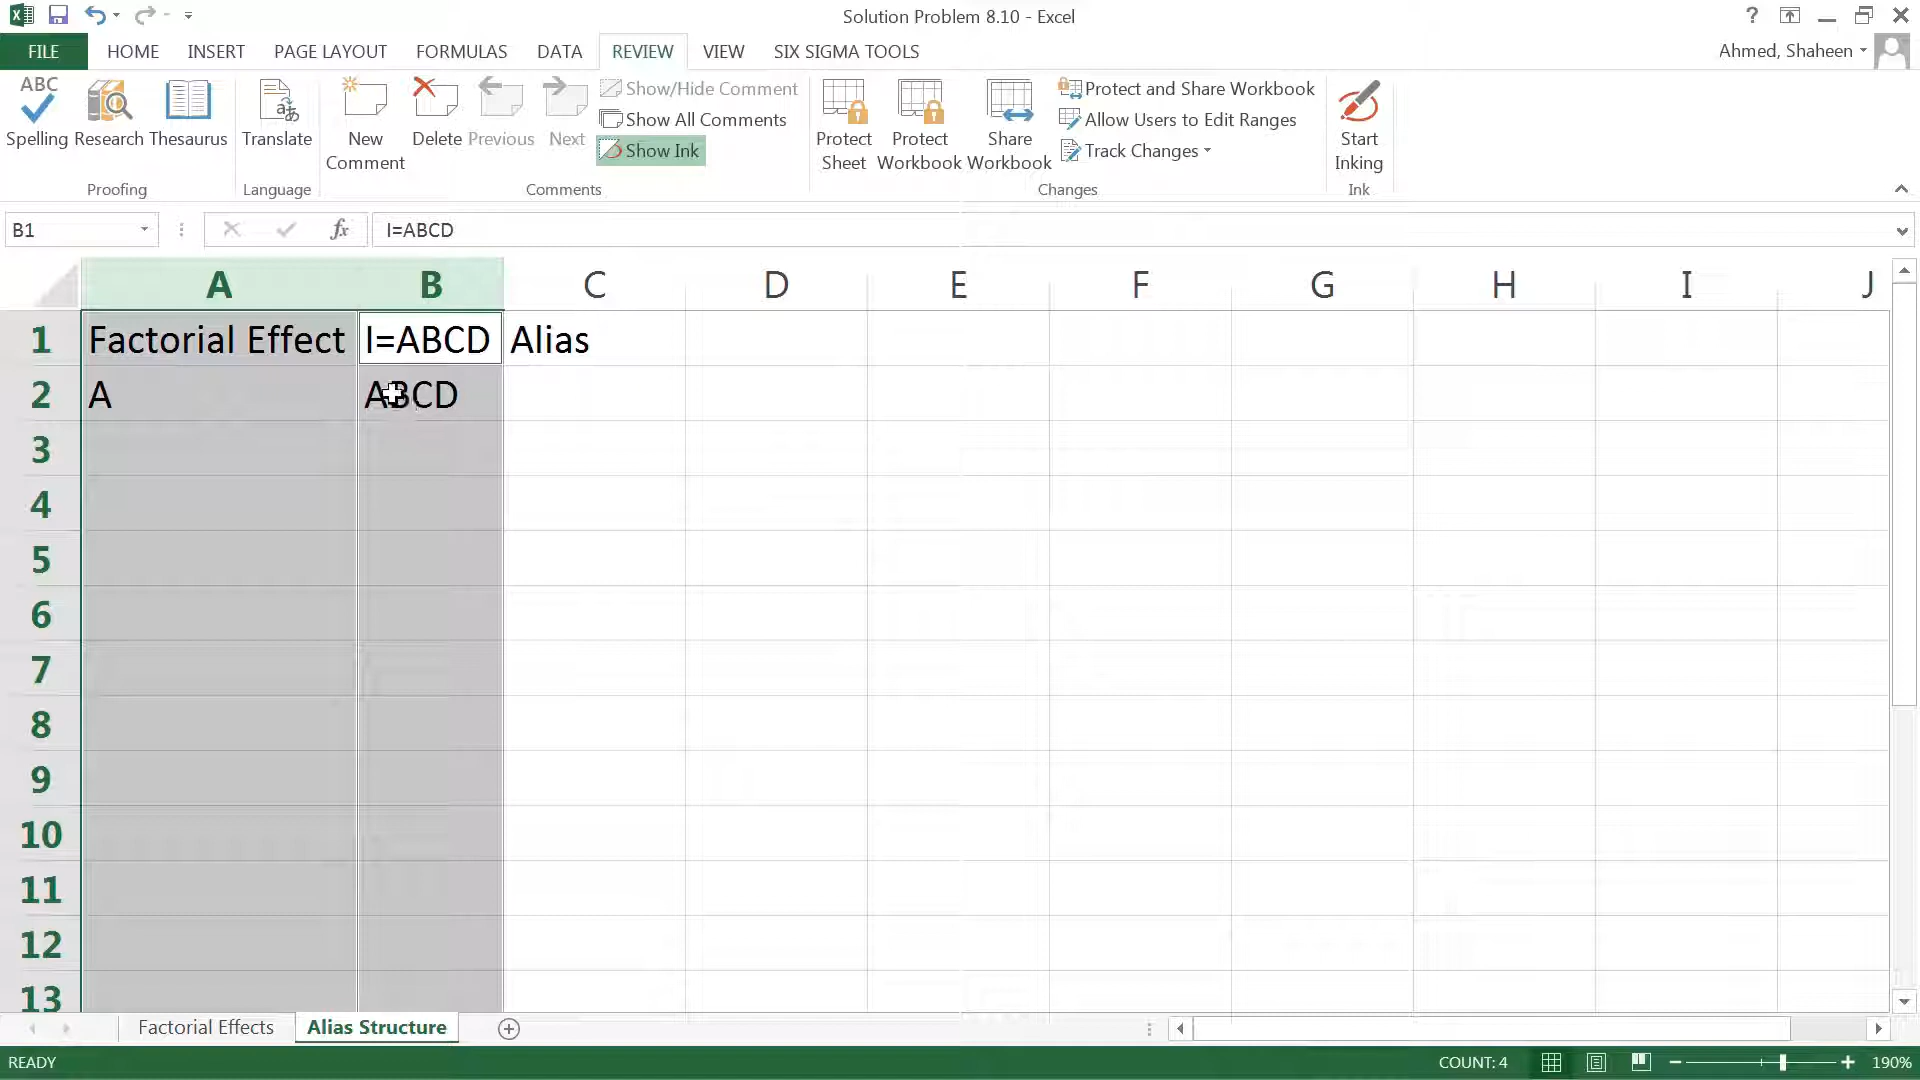 Solution Problem 8.10 - Excel
?
FILE HOME INSERT PAGE LAYOUT FORMULAS DATA REVIEW VIEW SIX SIGMA TOOLS
Ahmed, Shaheen
ABC
Spelling
Research
Thesaurus
Proofing
Translate
Language
New Comment
Delete
Previous
Next
Show/Hide Comment
Show All Comments
Show Ink
Comments
Protect Sheet
Protect Workbook
Share Workbook
Protect and Share Workbook
Allow Users to Edit Ranges
Track Changes
Changes
Start Inking
Ink
B1
fx
I=ABCD
A B C D E F G H I J
1 Factorial Effect I=ABCD Alias
2 A ABCD
3
4
5
6
7
8
9
10
11
12
13
Factorial Effects Alias Structure
READY
COUNT: 4
190%